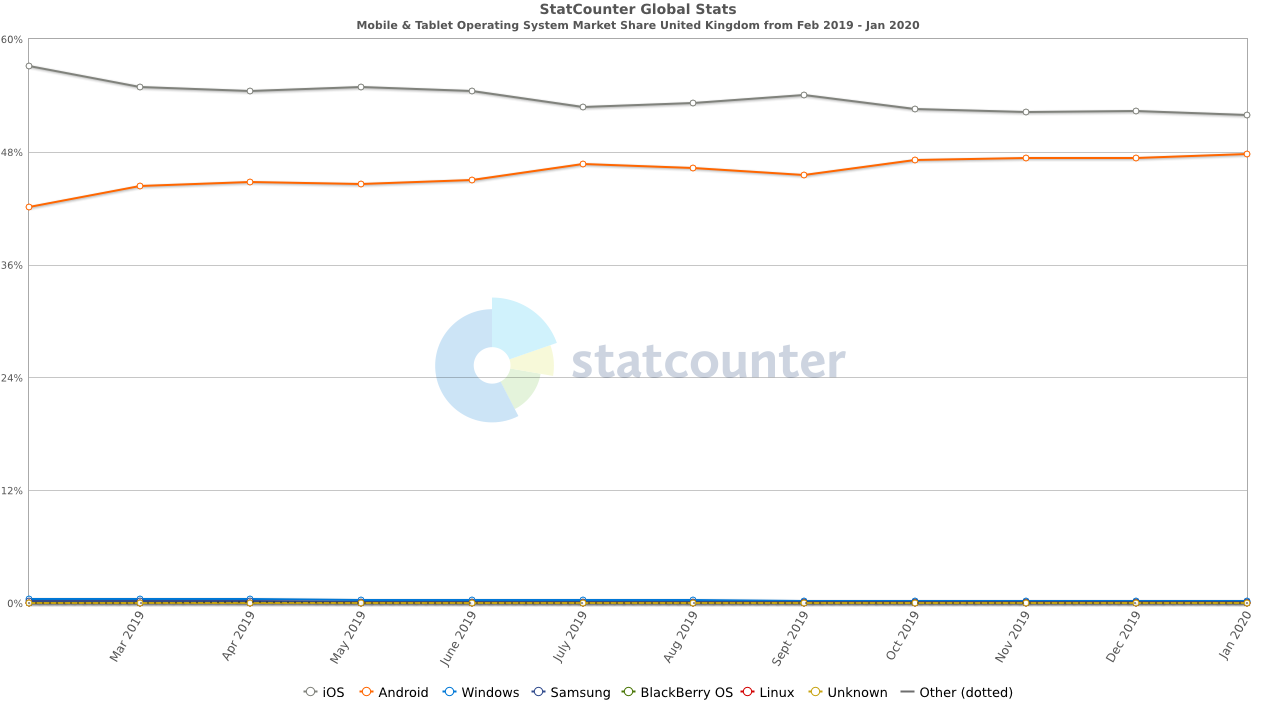 StatCounter Global Stats
Mobile & Tablet Operating System Market Share United Kingdom from Feb 2019 - Jan 2020
60%
48%
36%
24%
12%
0%
statcounter
Mar 2019
Apr 2019
May 2019
June 2019
July 2019
Aug 2019
Sept 2019
Oct 2019
Nov 2019
Dec 2019
Jan 2020
iOS Android Windows Samsung BlackBerry OS Linux Unknown Other (dotted)